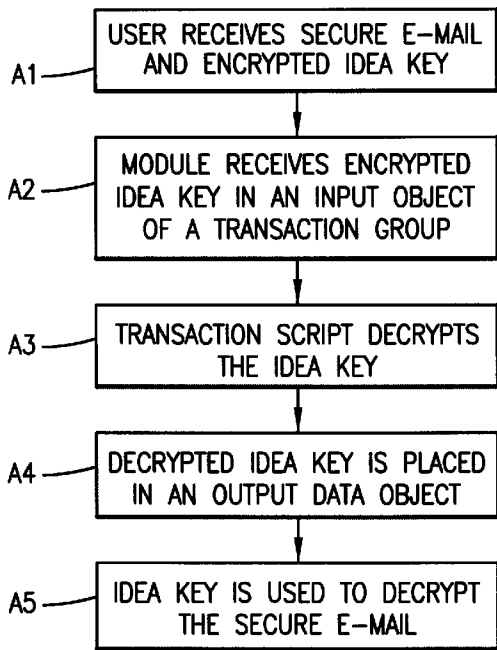 USER RECEIVES SECURE E-MAIL
AND ENCRYPTED IDEA KEY
A1
MODULE RECEIVES ENCRYPTED
IDEA KEY IN AN INPUT OBJECT
OF A TRANSACTION GROUP
A2
TRANSACTION SCRIPT DECRYPTS
THE IDEA KEY
A3
DECRYPTED IDEA KEY IS PLACED
IN AN OUTPUT DATA OBJECT
A4
IDEA KEY IS USED TO DECRYPT
THE SECURE E-MAIL
A5